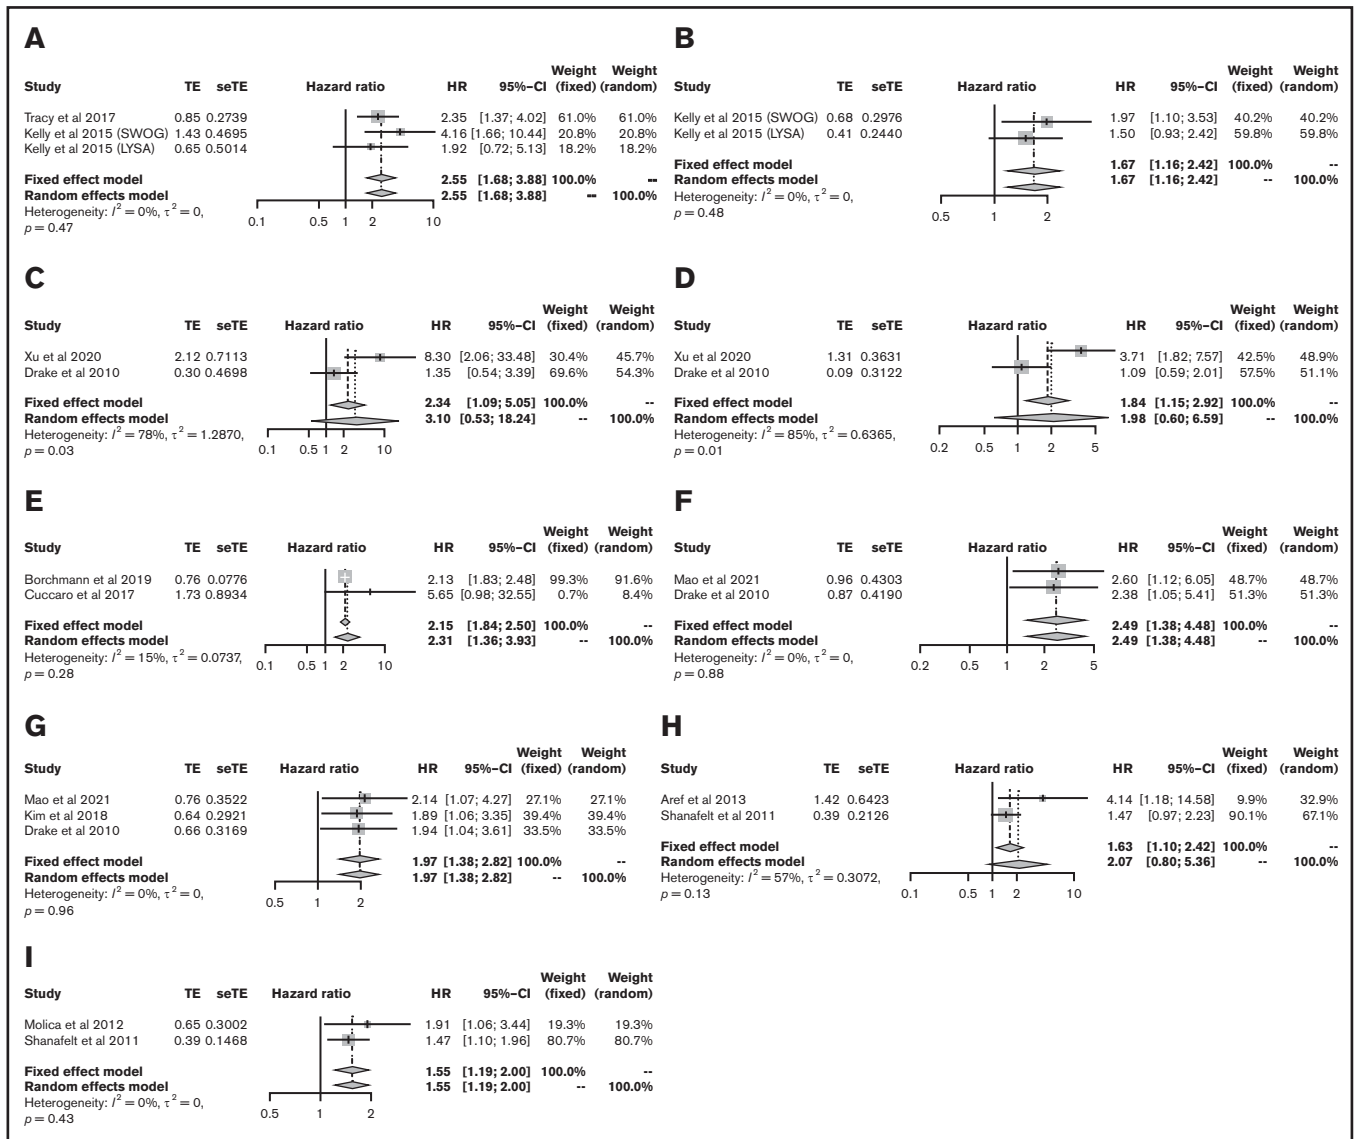 A
Weight Weight
Study TE seTE Hazard ratio HR 95%–CI (fixed) (random)
Tracy et al 2017 0.85 0.2739 2.35 [1.37; 4.02] 61.0% 61.0%
Kelly et al 2015 (SWOG) 1.43 0.4695 4.16 [1.66; 10.44] 20.8% 20.8%
Kelly et al 2015 (LYSA) 0.65 0.5014 1.92 [0.72; 5.13] 18.2% 18.2%
Fixed effect model 2.55 [1.68; 3.88] 100.0% --
Random effects model 2.55 [1.68; 3.88] -- 100.0%
Heterogeneity: I² = 0%, τ² = 0,
p = 0.47
0.1 0.5 1 2 10
B
Weight Weight
Study TE seTE Hazard ratio HR 95%–CI (fixed) (random)
Kelly et al 2015 (SWOG) 0.68 0.2976 1.97 [1.10; 3.53] 40.2% 40.2%
Kelly et al 2015 (LYSA) 0.41 0.2440 1.50 [0.93; 2.42] 59.8% 59.8%
Fixed effect model 1.67 [1.16; 2.42] 100.0% --
Random effects model 1.67 [1.16; 2.42] -- 100.0%
Heterogeneity: I² = 0%, τ² = 0,
p = 0.48
0.5 1 2
C
Weight Weight
Study TE seTE Hazard ratio HR 95%–CI (fixed) (random)
Xu et al 2020 2.12 0.7113 8.30 [2.06; 33.48] 30.4% 45.7%
Drake et al 2010 0.30 0.4698 1.35 [0.54; 3.39] 69.6% 54.3%
Fixed effect model 2.34 [1.09; 5.05] 100.0% --
Random effects model 3.10 [0.53; 18.24] -- 100.0%
Heterogeneity: I² = 78%, τ² = 1.2870,
p = 0.03
0.1 0.5 1 2 10
D
Weight Weight
Study TE seTE Hazard ratio HR 95%–CI (fixed) (random)
Xu et al 2020 1.31 0.3631 3.71 [1.82; 7.57] 42.5% 48.9%
Drake et al 2010 0.09 0.3122 1.09 [0.59; 2.01] 57.5% 51.1%
Fixed effect model 1.84 [1.15; 2.92] 100.0% --
Random effects model 1.98 [0.60; 6.59] -- 100.0%
Heterogeneity: I² = 85%, τ² = 0.6365,
p = 0.01
0.2 0.5 1 2 5
E
Weight Weight
Study TE seTE Hazard ratio HR 95%–CI (fixed) (random)
Borchmann et al 2019 0.76 0.0776 2.13 [1.83; 2.48] 99.3% 91.6%
Cuccaro et al 2017 1.73 0.8934 5.65 [0.98; 32.55] 0.7% 8.4%
Fixed effect model 2.15 [1.84; 2.50] 100.0% --
Random effects model 2.31 [1.36; 3.93] -- 100.0%
Heterogeneity: I² = 15%, τ² = 0.0737,
p = 0.28
0.1 0.5 1 2 10
F
Weight Weight
Study TE seTE Hazard ratio HR 95%–CI (fixed) (random)
Mao et al 2021 0.96 0.4303 2.60 [1.12; 6.05] 48.7% 48.7%
Drake et al 2010 0.87 0.4190 2.38 [1.05; 5.41] 51.3% 51.3%
Fixed effect model 2.49 [1.38; 4.48] 100.0% --
Random effects model 2.49 [1.38; 4.48] -- 100.0%
Heterogeneity: I² = 0%, τ² = 0,
p = 0.88
0.2 0.5 1 2 5
G
Weight Weight
Study TE seTE Hazard ratio HR 95%–CI (fixed) (random)
Mao et al 2021 0.76 0.3522 2.14 [1.07; 4.27] 27.1% 27.1%
Kim et al 2018 0.64 0.2921 1.89 [1.06; 3.35] 39.4% 39.4%
Drake et al 2010 0.66 0.3169 1.94 [1.04; 3.61] 33.5% 33.5%
Fixed effect model 1.97 [1.38; 2.82] 100.0% --
Random effects model 1.97 [1.38; 2.82] -- 100.0%
Heterogeneity: I² = 0%, τ² = 0,
p = 0.96
0.5 1 2
H
Weight Weight
Study TE seTE Hazard ratio HR 95%–CI (fixed) (random)
Aref et al 2013 1.42 0.6423 4.14 [1.18; 14.58] 9.9% 32.9%
Shanafelt et al 2011 0.39 0.2126 1.47 [0.97; 2.23] 90.1% 67.1%
Fixed effect model 1.63 [1.10; 2.42] 100.0% --
Random effects model 2.07 [0.80; 5.36] -- 100.0%
Heterogeneity: I² = 57%, τ² = 0.3072,
p = 0.13
0.1 0.5 1 2 10
I
Weight Weight
Study TE seTE Hazard ratio HR 95%–CI (fixed) (random)
Molica et al 2012 0.65 0.3002 1.91 [1.06; 3.44] 19.3% 19.3%
Shanafelt et al 2011 0.39 0.1468 1.47 [1.10; 1.96] 80.7% 80.7%
Fixed effect model 1.55 [1.19; 2.00] 100.0% --
Random effects model 1.55 [1.19; 2.00] -- 100.0%
Heterogeneity: I² = 0%, τ² = 0,
p = 0.43
0.5 1 2